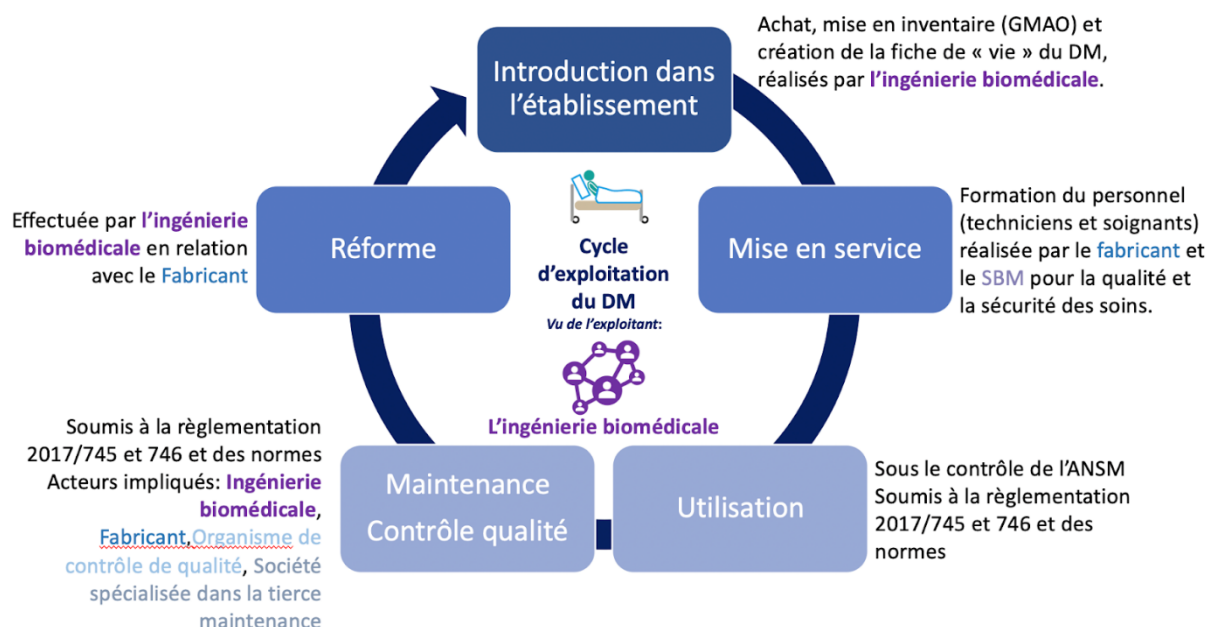 Achat, mise en inventaire (GMAO) et
création de la fiche de « vie » du DM,
réalisés par l'ingénierie biomédicale.
Introduction dans
l'établissement
Formation du personnel
(techniciens et soignants)
réalisée par le fabricant et
le SBM pour la qualité et
la sécurité des soins.
Mise en service
Sous le contrôle de l'ANSM
Soumis à la règlementation
2017/745 et 746 et des
normes
Utilisation
Maintenance
Contrôle qualité
Soumis à la règlementation
2017/745 et 746 et des normes
Acteurs impliqués: Ingénierie
biomédicale,
Fabricant,Organisme de
contrôle de qualité, Société
spécialisée dans la tierce
maintenance
Réforme
Effectuée par l'ingénierie
biomédicale en relation
avec le Fabricant
Cycle
d'exploitation
du DM
Vu de l'exploitant:
L'ingénierie biomédicale